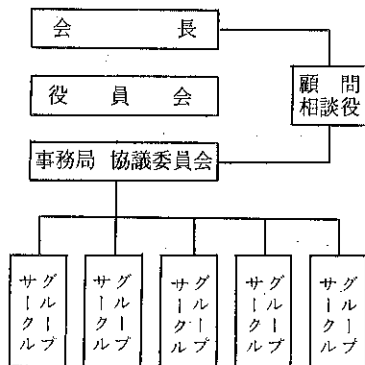 会長
役員会
顧問
相談役
事務局 協議委員会
グループ
サークル
グループ
サークル
グループ
サークル
グループ
サークル
グループ
サークル